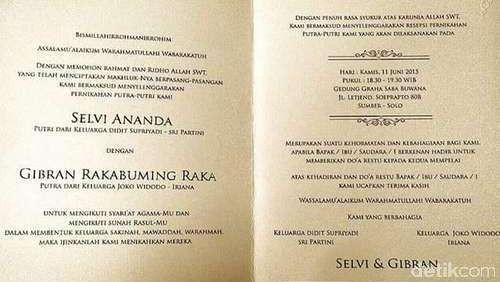 Bismillahirrohmanirrohim
Assalamu'alaikum Warahmatullahi Wabarakatuh
Dengan memohon rahmat dan ridho Allah SWT,
yang telah menciptakan makhluk-Nya berpasang-pasangan
kami bermaksud menyelenggarakan
pernikahan putra-putri kami
Selvi Ananda
Putri dari Keluarga Didit Supriyadi - Sri Partini
dengan
Gibran Rakabuming Raka
Putra dari Keluarga Joko Widodo - Iriana
untuk mengikuti syari'at agama-Mu dan
mengikuti sunah Rasul-Mu
dalam membentuk keluarga sakinah, mawaddah, warahmah,
maka ijinkanlah kami menikahkan mereka
Dengan penuh rasa syukur atas karunia Allah SWT,
Kami bermaksud menyelenggarakan resepsi pernikahan
putra-putri kami yang akan dilaksanakan pada
Hari : Kamis, 11 Juni 2015
Pukul : 18.30 - 19.30 WIB
Gedung Graha Saba Buwana
Jl. Letjend. Soeprapto 80B
Sumber - Solo
Merupakan suatu kehormatan dan kebahagiaan bagi kami,
apabila Bapak / Ibu / Saudara / i berkenan hadir untuk
memberikan do'a restu kepada kedua mempelai
atas kehadiran dan do'a restu Bapak / Ibu / Saudara / i
kami ucapkan terima kasih
Wassalamu'alaikum Warahmatullahi Wabarakatuh
Kami yang berbahagia
Keluarga Didit Supriyadi
Sri Partini
Keluarga Joko Widodo
Iriana
Selvi & Gibran
detikcom